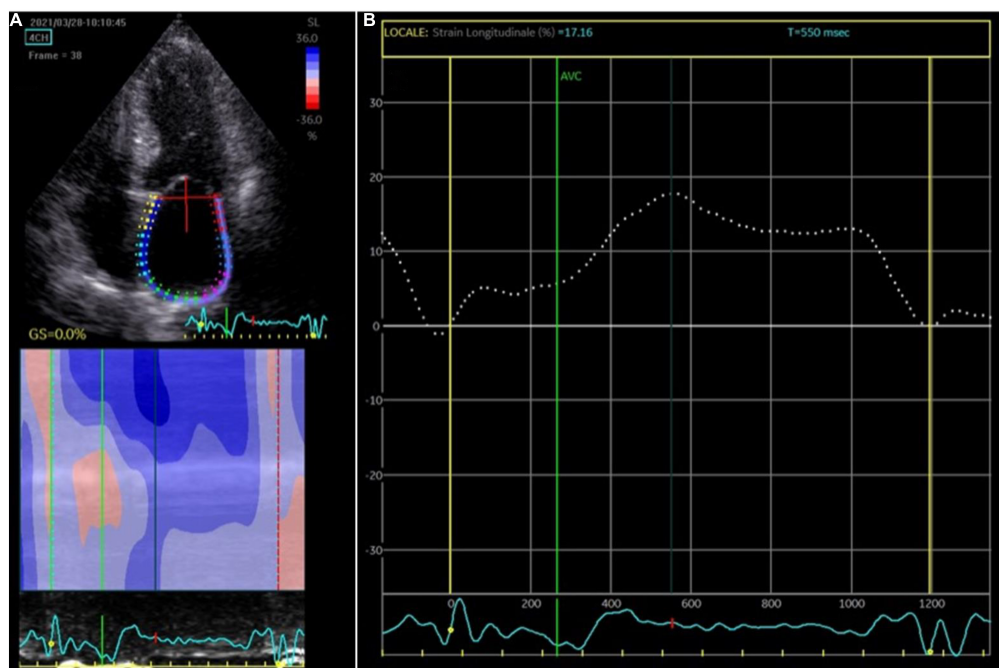 A
2021/03/28-10:10:45
4CH
Frame = 38
SL
36.0
-36.0
%
GS=0.0%
B
LOCALE: Strain Longitudinale (%) =17.16 T=550 msec
AVC
30
20
10
0
-10
-20
-30
0 200 400 600 800 1000 1200